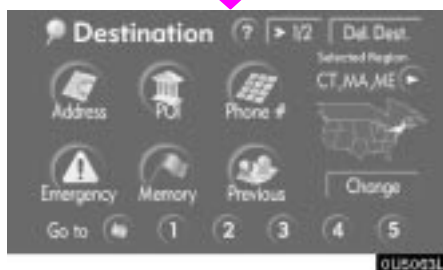 Destination ? 1/2 Del. Dest.
Selected Region
CT,MA,ME
Address POI Phone #
Emergency Memory Previous
Change
Go to 1 2 3 4 5